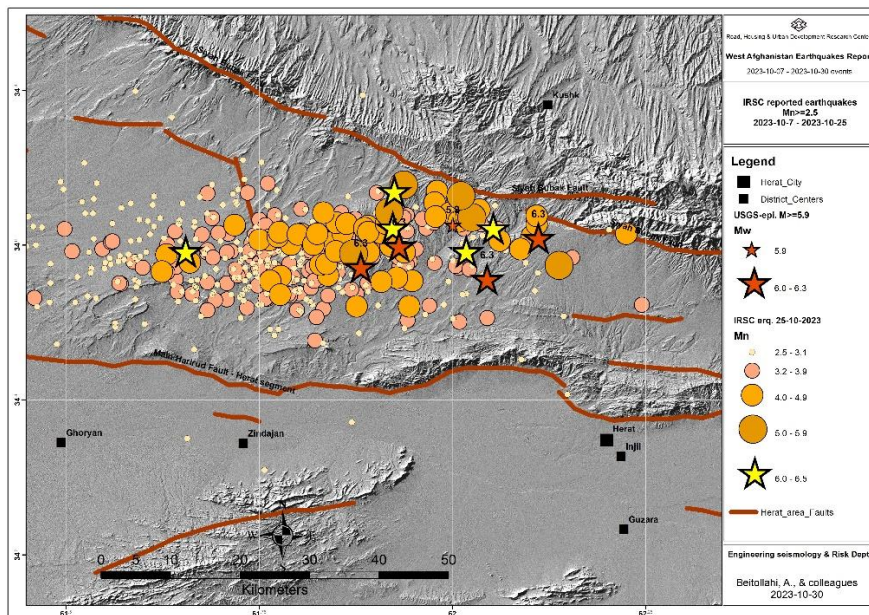 Road, Housing & Urban Development Research Center
West Afghanistan Earthquakes Report
2023-10-07 - 2023-10-30 events
IRSC reported earthquakes
Mn>=2.5
2023-10-7 - 2023-10-25
Legend
Herat_City
District_Centers
USGS-epi. M>=5.9
Mw
5.9
6.0 - 6.3
IRSC erq. 25-10-2023
Mn
2.5 - 3.1
3.2 - 3.9
4.0 - 4.9
5.0 - 5.9
6.0 - 6.5
Herat_area_Faults
Engineering seismology & Risk Dept
Beitollahi, A., & colleagues
2023-10-30
Kushk
Siyah Bubak Fault
5.9
6.3
6.3
6.3
Main Harirud Fault - Herat segment
Ghoryan
Zindajan
Herat
Injil
Guzara
0 10 20 30 40 50
Kilometers